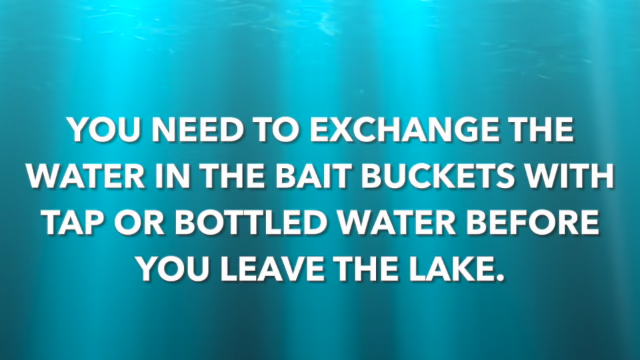 YOU NEED TO EXCHANGE THE
WATER IN THE BAIT BUCKETS WITH
TAP OR BOTTLED WATER BEFORE
YOU LEAVE THE LAKE.